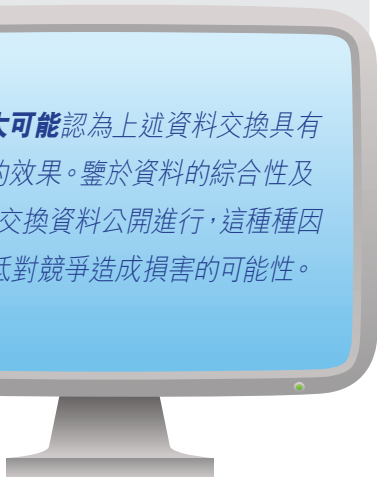 大可能認為上述資料交換具有
的效果。鑒於資料的綜合性及
交換資料公開進行，這種種因
低對競爭造成損害的可能性。